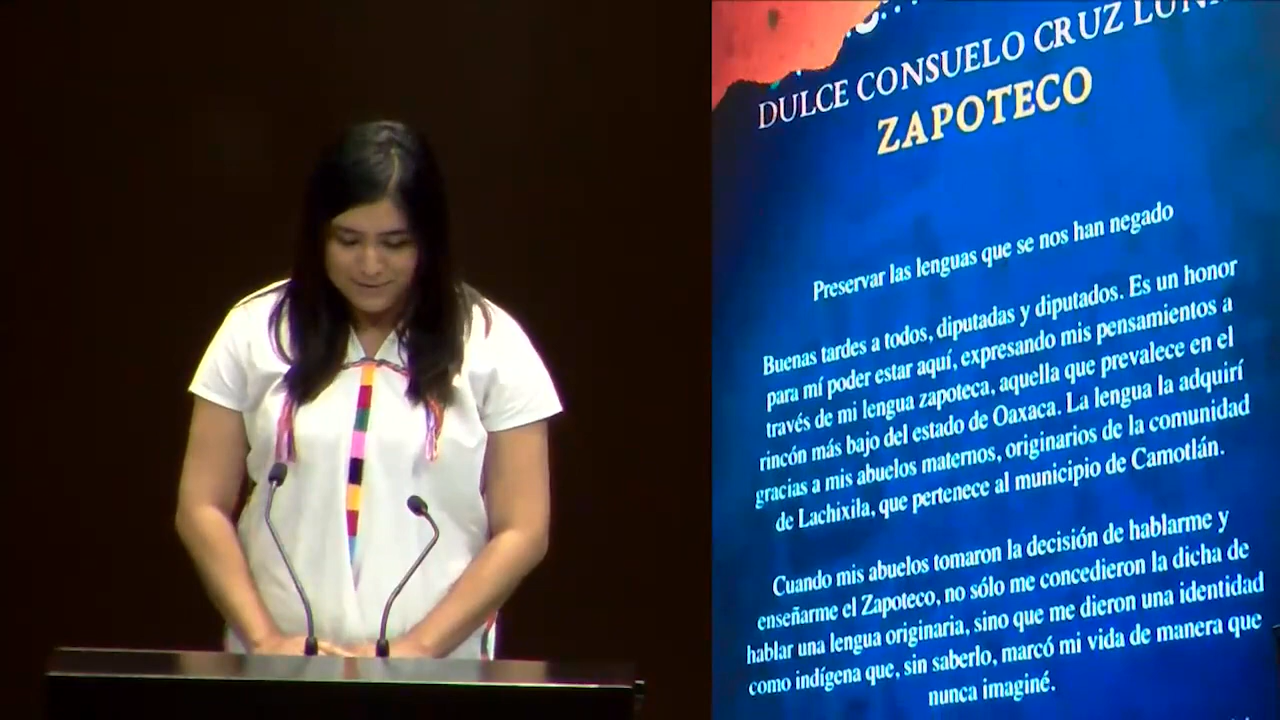 DULCE CONSUELO CRUZ
ZAPOTECO
Preservar las lenguas que se nos han negado
Buenas tardes a todos, diputadas y diputados. Es un honor
para mí poder estar aquí, expresando mis pensamientos a
través de mi lengua zapoteca, aquella que prevalece en el
rincón más bajo del estado de Oaxaca. La lengua la adquirí
gracias a mis abuelos maternos, originarios de la comunidad
de Lachixila, que pertenece al municipio de Camotlán.
Cuando mis abuelos tomaron la decisión de hablarme y
enseñarme el Zapoteco, no sólo me concedieron la dicha de
hablar una lengua originaria, sino que me dieron una identidad
como indígena que, sin saberlo, marcó mi vida de manera que
nunca imaginé.